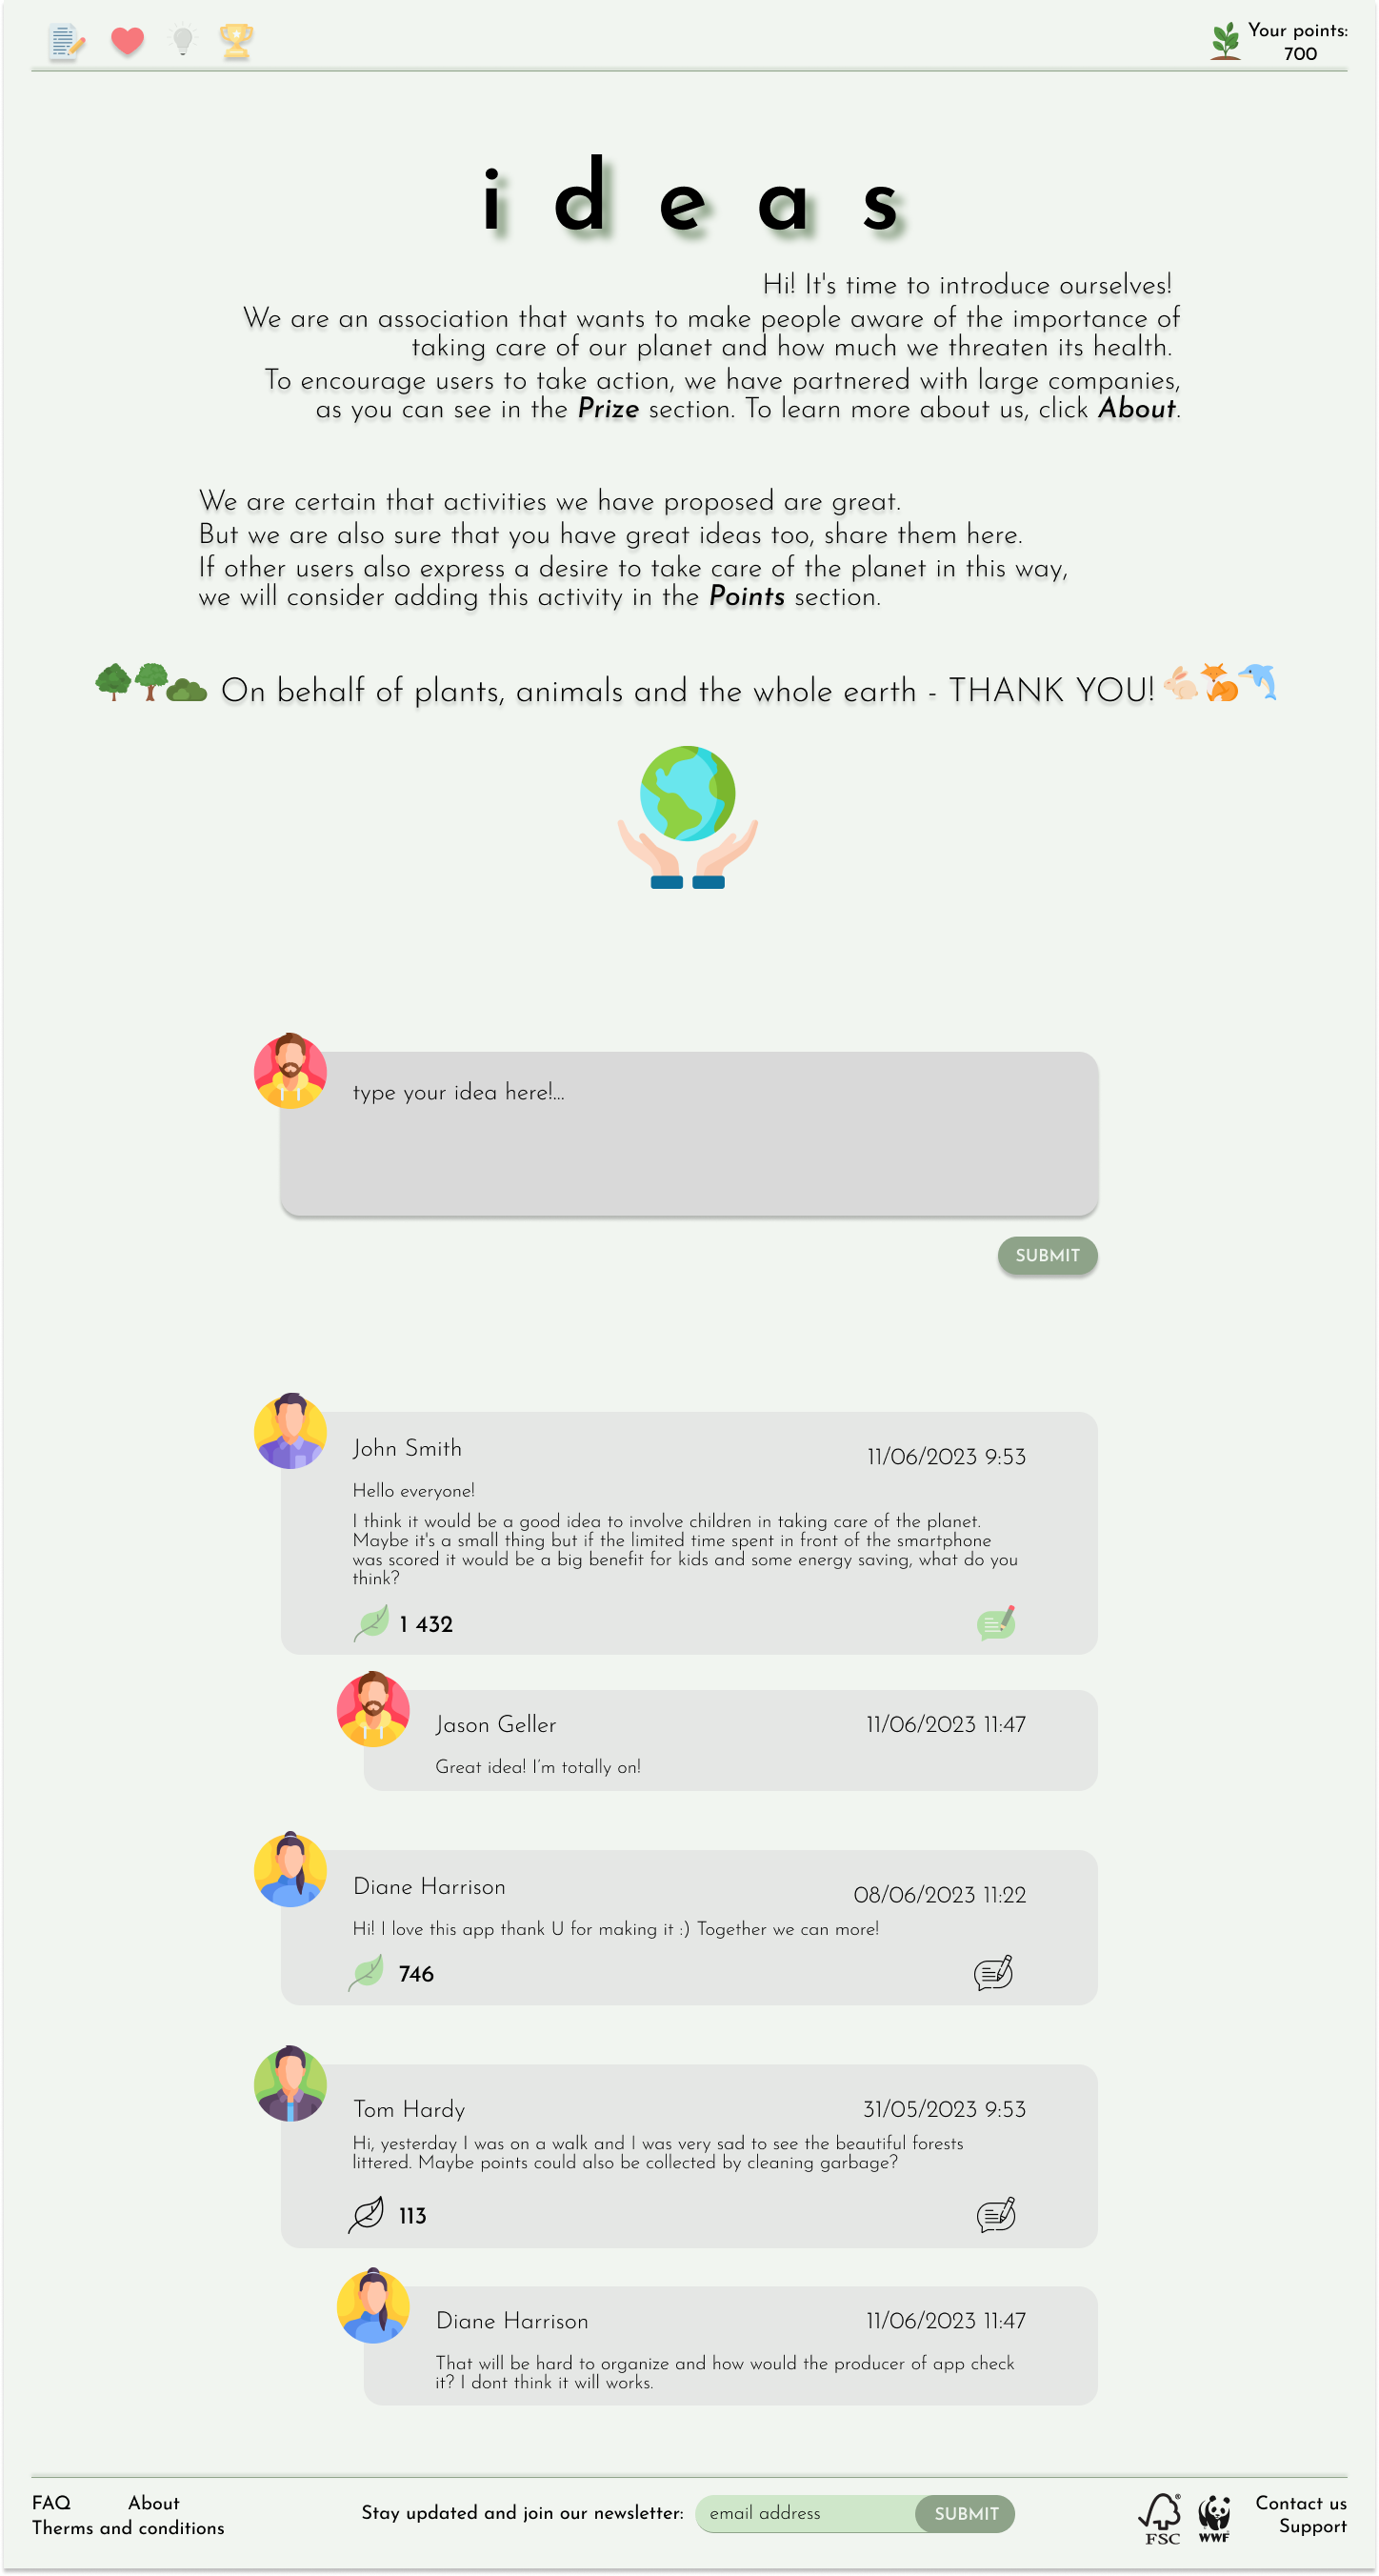 Your points:
700
ideas
Hi! It's time to introduce ourselves!
We are an association that wants to make people aware of the importance of
taking care of our planet and how much we threaten its health.
To encourage users to take action, we have partnered with large companies,
as you can see in the Prize section. To learn more about us, click About.
We are certain that activities we have proposed are great.
But we are also sure that you have great ideas too, share them here.
If other users also express a desire to take care of the planet in this way,
we will consider adding this activity in the Points section.
On behalf of plants, animals and the whole earth - THANK YOU!
type your idea here!...
SUBMIT
John Smith
11/06/2023 9:53
Hello everyone!
I think it would be a good idea to involve children in taking care of the planet.
Maybe it's a small thing but if the limited time spent in front of the smartphone
was scored it would be a big benefit for kids and some energy saving, what do you
think?
1 432
Jason Geller
11/06/2023 11:47
Great idea! I’m totally on!
Diane Harrison
08/06/2023 11:22
Hi! I love this app thank U for making it :) Together we can more!
746
Tom Hardy
31/05/2023 9:53
Hi, yesterday I was on a walk and I was very sad to see the beautiful forests
littered. Maybe points could also be collected by cleaning garbage?
113
Diane Harrison
11/06/2023 11:47
That will be hard to organize and how would the producer of app check
it? I dont think it will works.
FAQ
About
Therms and conditions
Stay updated and join our newsletter:
email address
SUBMIT
FSC
WWF
Contact us
Support